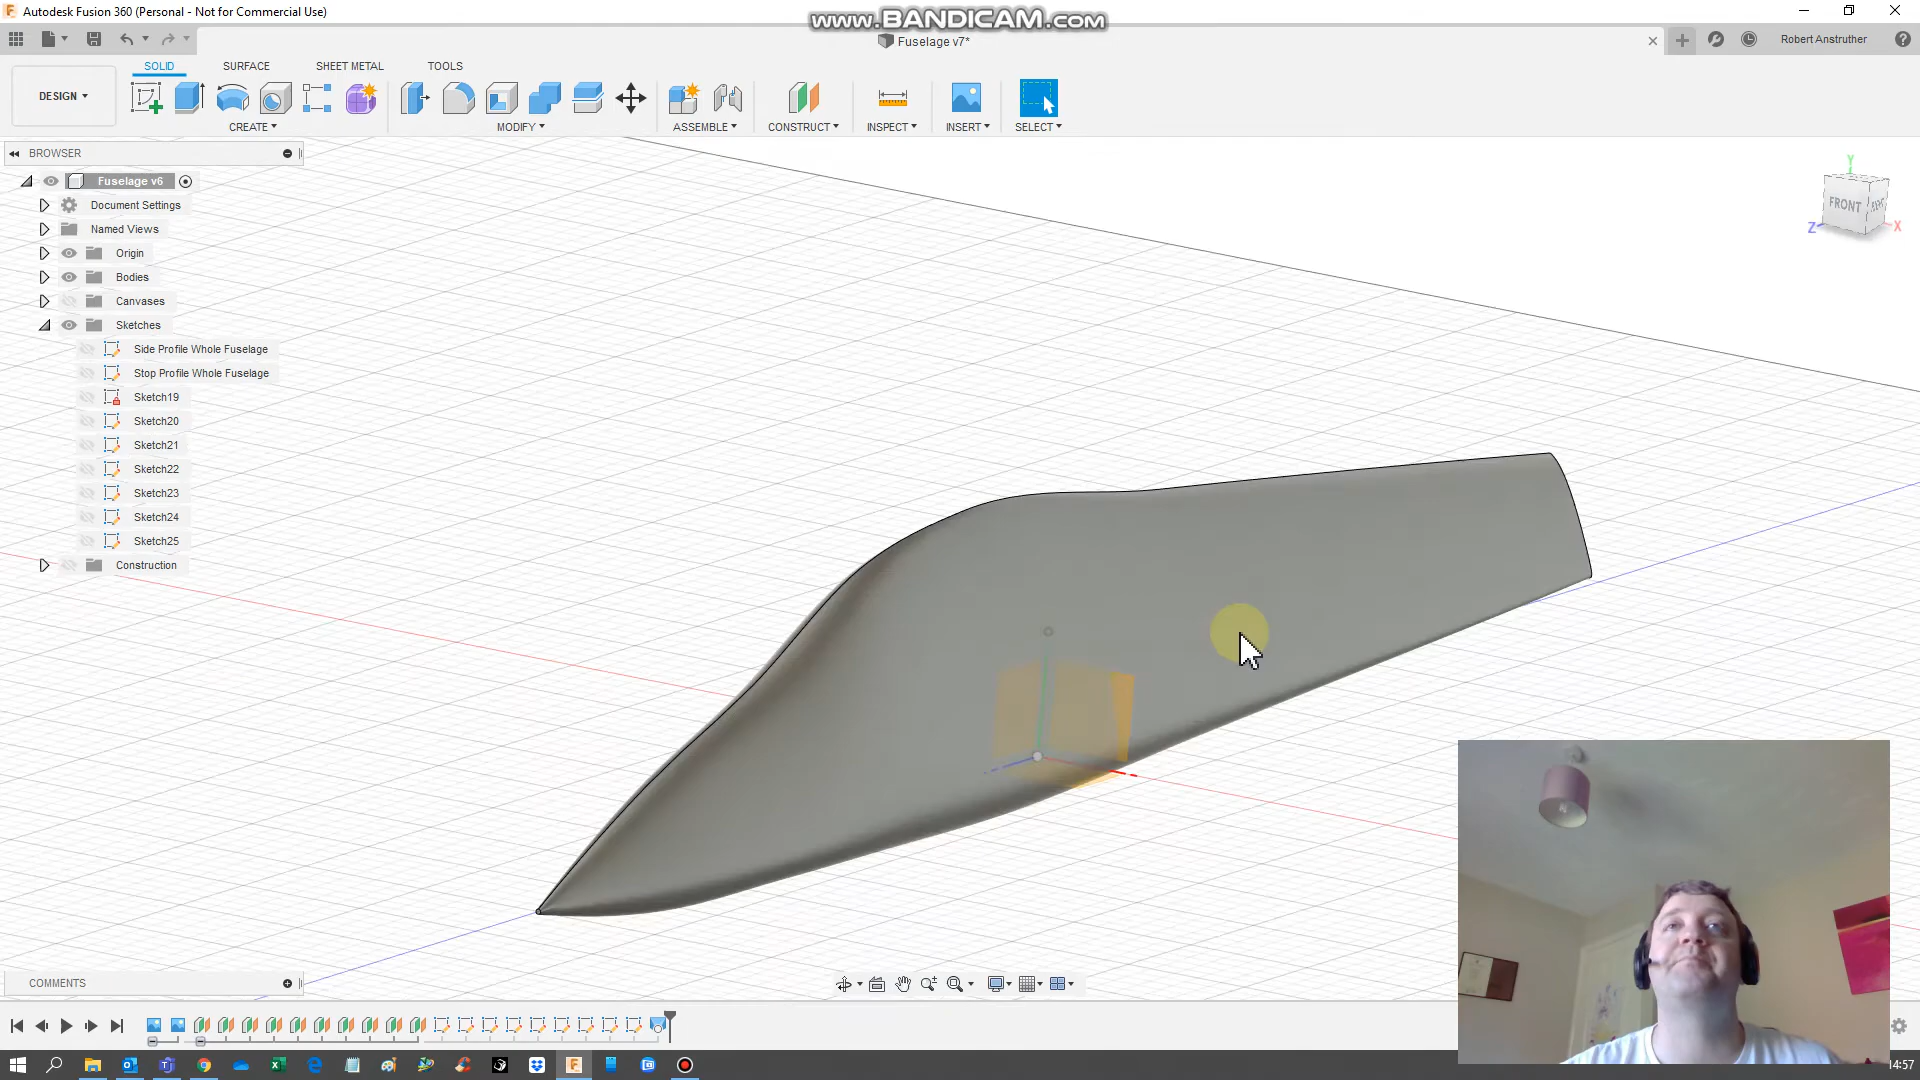 Autodesk Fusion 360 (Personal - Not for Commercial Use)
www.BANDICAM.com
Fuselage v7*
Robert Anstruther
DESIGN
SOLID
SURFACE
SHEET METAL
TOOLS
CREATE
MODIFY
ASSEMBLE
CONSTRUCT
INSPECT
INSERT
SELECT
BROWSER
Fuselage v6
Document Settings
Named Views
Origin
Bodies
Canvases
Sketches
Side Profile Whole Fuselage
Stop Profile Whole Fuselage
Sketch19
Sketch20
Sketch21
Sketch22
Sketch23
Sketch24
Sketch25
Construction
Y
FRONT
Z
X
COMMENTS
14:57